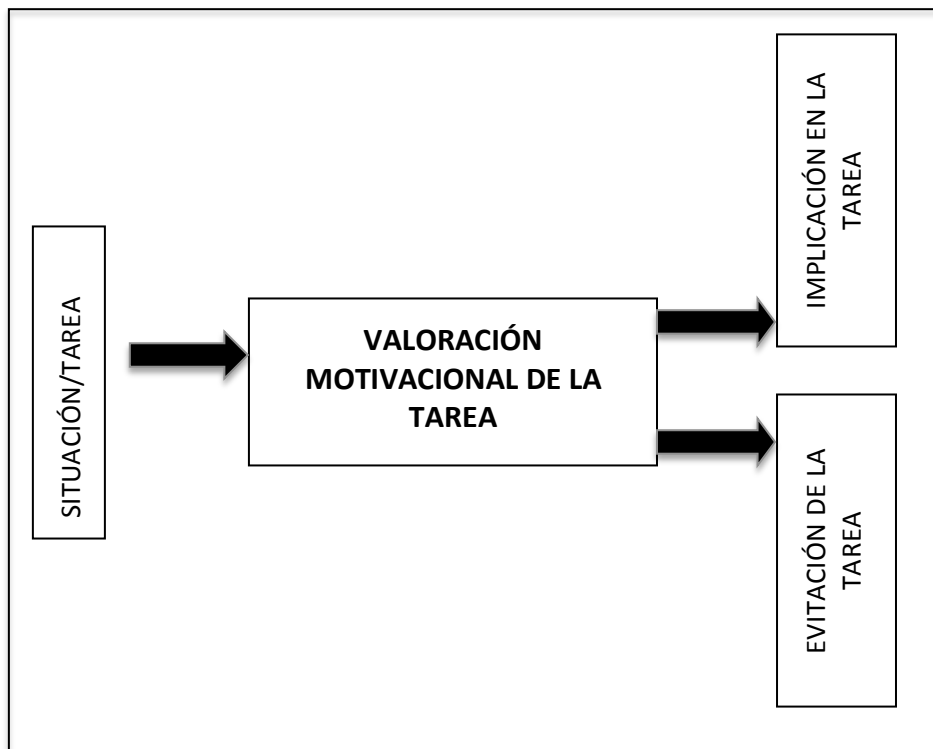 SITUACIÓN/TAREA
VALORACIÓN
MOTIVACIONAL DE LA
TAREA
IMPLICACIÓN EN LA
TAREA
EVITACIÓN DE LA
TAREA